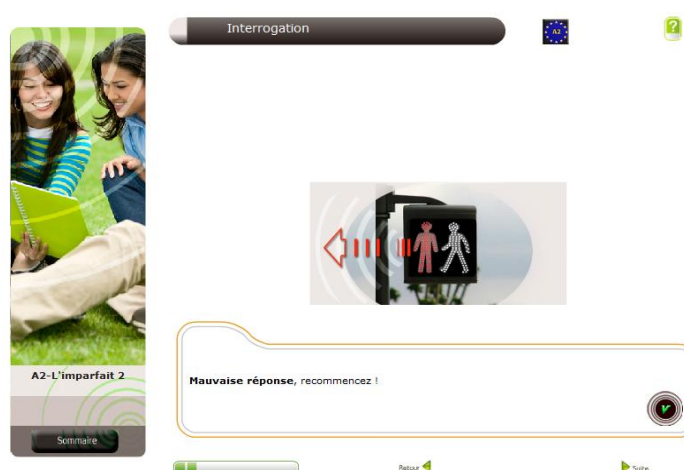 Interrogation
A2
?
A2-L'imparfait 2
Mauvaise réponse, recommencez !
Sommaire
Retour
Suite